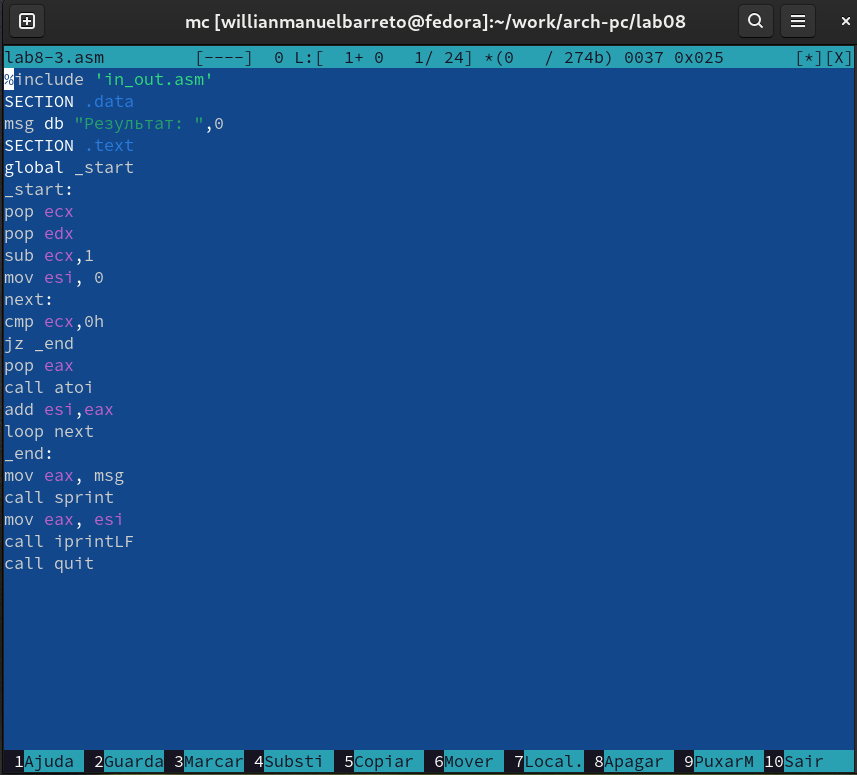 mc [willianmanuelbarreto@fedora]:~/work/arch-pc/lab08
lab8-3.asm [----] 0 L:[ 1+ 0 1/ 24] *(0 / 274b) 0037 0x025 [*][X]
%include 'in_out.asm'
SECTION .data
msg db "Результат: ",0
SECTION .text
global _start
_start:
pop ecx
pop edx
sub ecx,1
mov esi, 0
next:
cmp ecx,0h
jz _end
pop eax
call atoi
add esi,eax
loop next
_end:
mov eax, msg
call sprint
mov eax, esi
call iprintLF
call quit
1Ajuda 2Guarda 3Marcar 4Substi 5Copiar 6Mover 7Local. 8Apagar 9PuxarM 10Sair